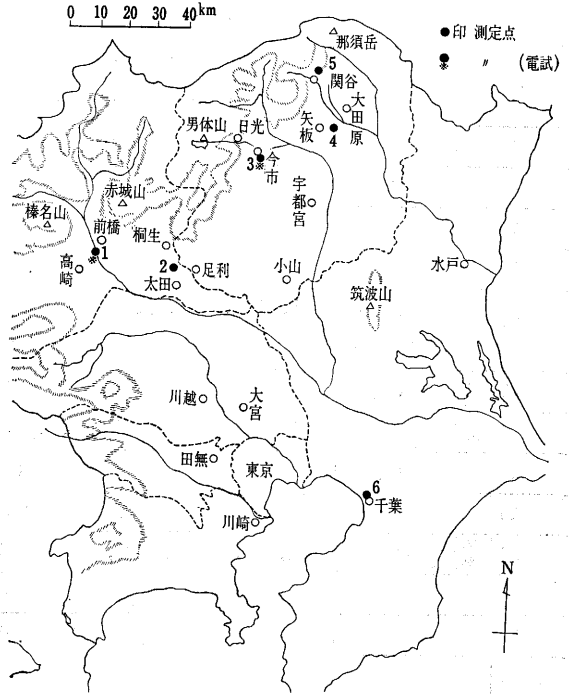 0 10 20 30 40 km
●印 測定点
● 〃 (電試)
※
那須岳
5
関谷
大田原
矢板
4
男体山
日光
3
※
今市
赤城山
宇都宮
榛名山
前橋
桐生
1
※
高崎
2
足利
太田
小山
水戸
筑波山
川越
大宮
田無
東京
6
千葉
川崎
N